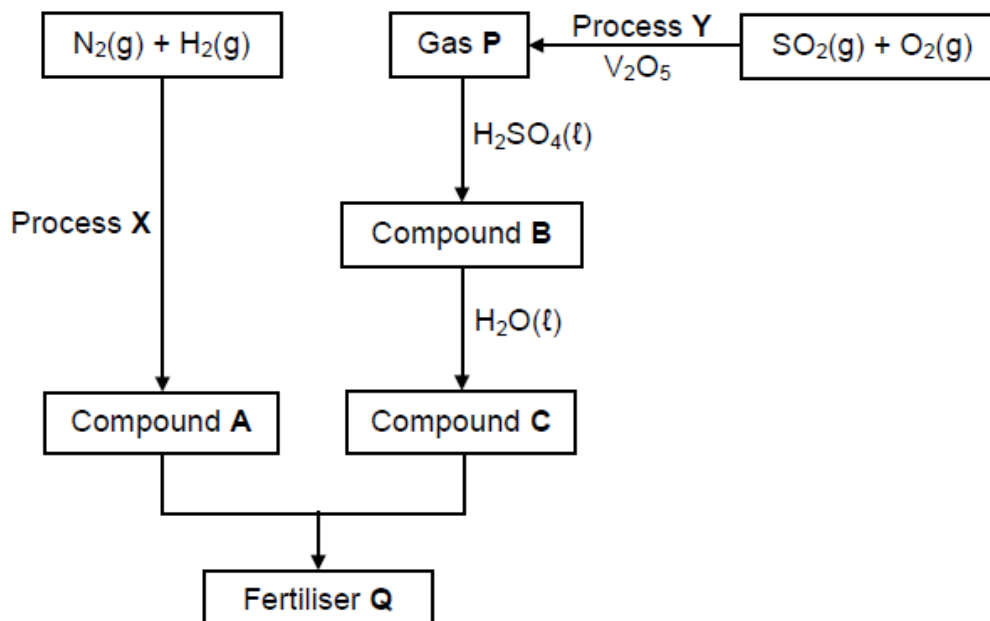 N₂(g) + H₂(g)
Gas P
Process Y
V₂O₅
SO₂(g) + O₂(g)
H₂SO₄(ℓ)
Process X
Compound B
H₂O(ℓ)
Compound A
Compound C
Fertiliser Q